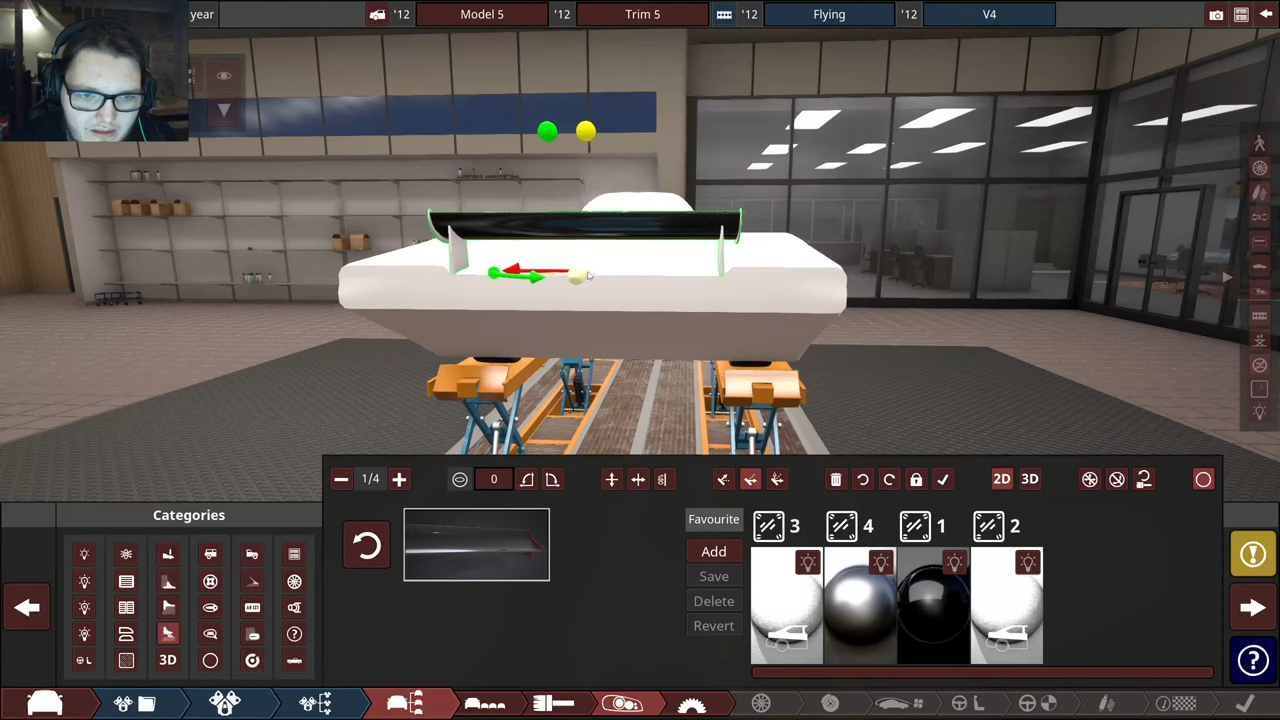 year '12 Model 5 '12 Trim 5 '12 Flying '09 V4
1/4 0 2D 3D
Categories
Favourite 3 4 1 2
Add
Save
Delete
Revert
L
3D
?